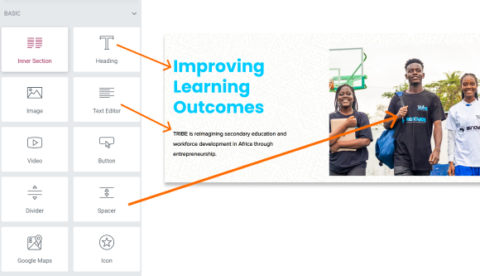 BASIC
Inner Section
Heading
Image
Text Editor
Video
Button
Divider
Spacer
Google Maps
Icon
Improving
Learning
Outcomes
TRIBE is reimagining secondary education and
workforce development in Africa through
entrepreneurship.